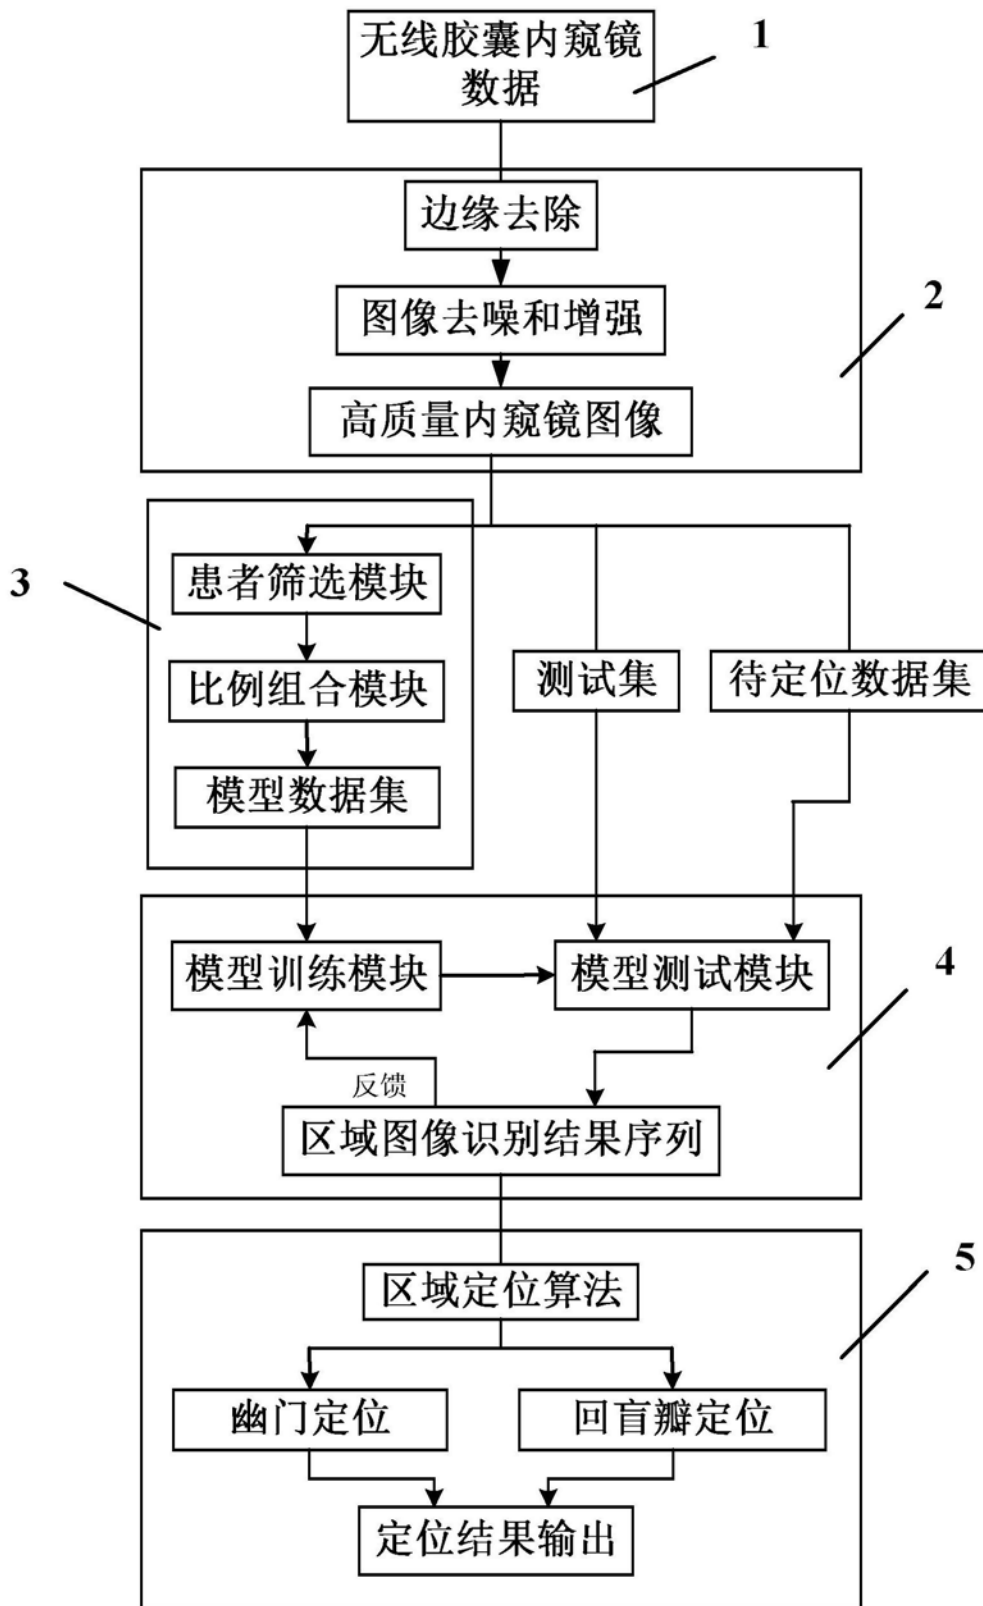 无线胶囊内窥镜
数据
1
边缘去除
图像去噪和增强
2
高质量内窥镜图像
患者筛选模块
3
比例组合模块
测试集
待定位数据集
模型数据集
模型训练模块
模型测试模块
4
反馈
区域图像识别结果序列
5
区域定位算法
幽门定位
回盲瓣定位
定位结果输出